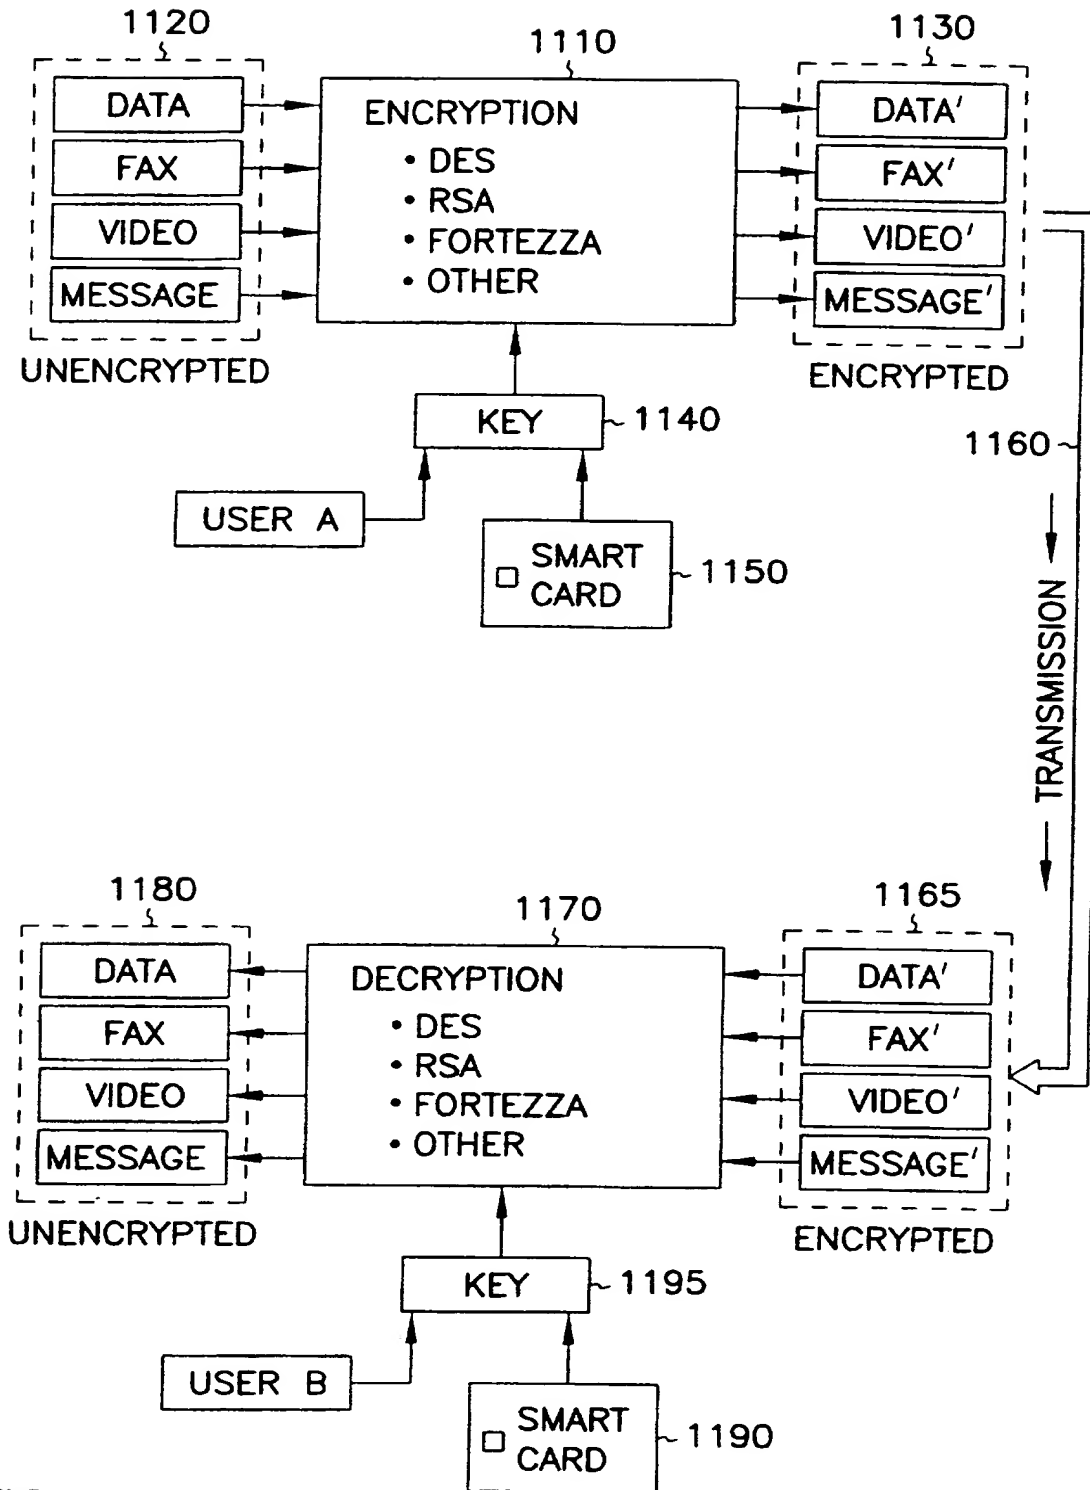 1120
1110
1130
DATA
FAX
VIDEO
MESSAGE
UNENCRYPTED
ENCRYPTION
• DES
• RSA
• FORTEZZA
• OTHER
DATA'
FAX'
VIDEO'
MESSAGE'
ENCRYPTED
KEY
1140
1160
USER A
SMART
CARD
1150
TRANSMISSION
1180
1170
1165
DATA
FAX
VIDEO
MESSAGE
UNENCRYPTED
DECRYPTION
• DES
• RSA
• FORTEZZA
• OTHER
DATA'
FAX'
VIDEO'
MESSAGE'
ENCRYPTED
KEY
1195
USER B
SMART
CARD
1190